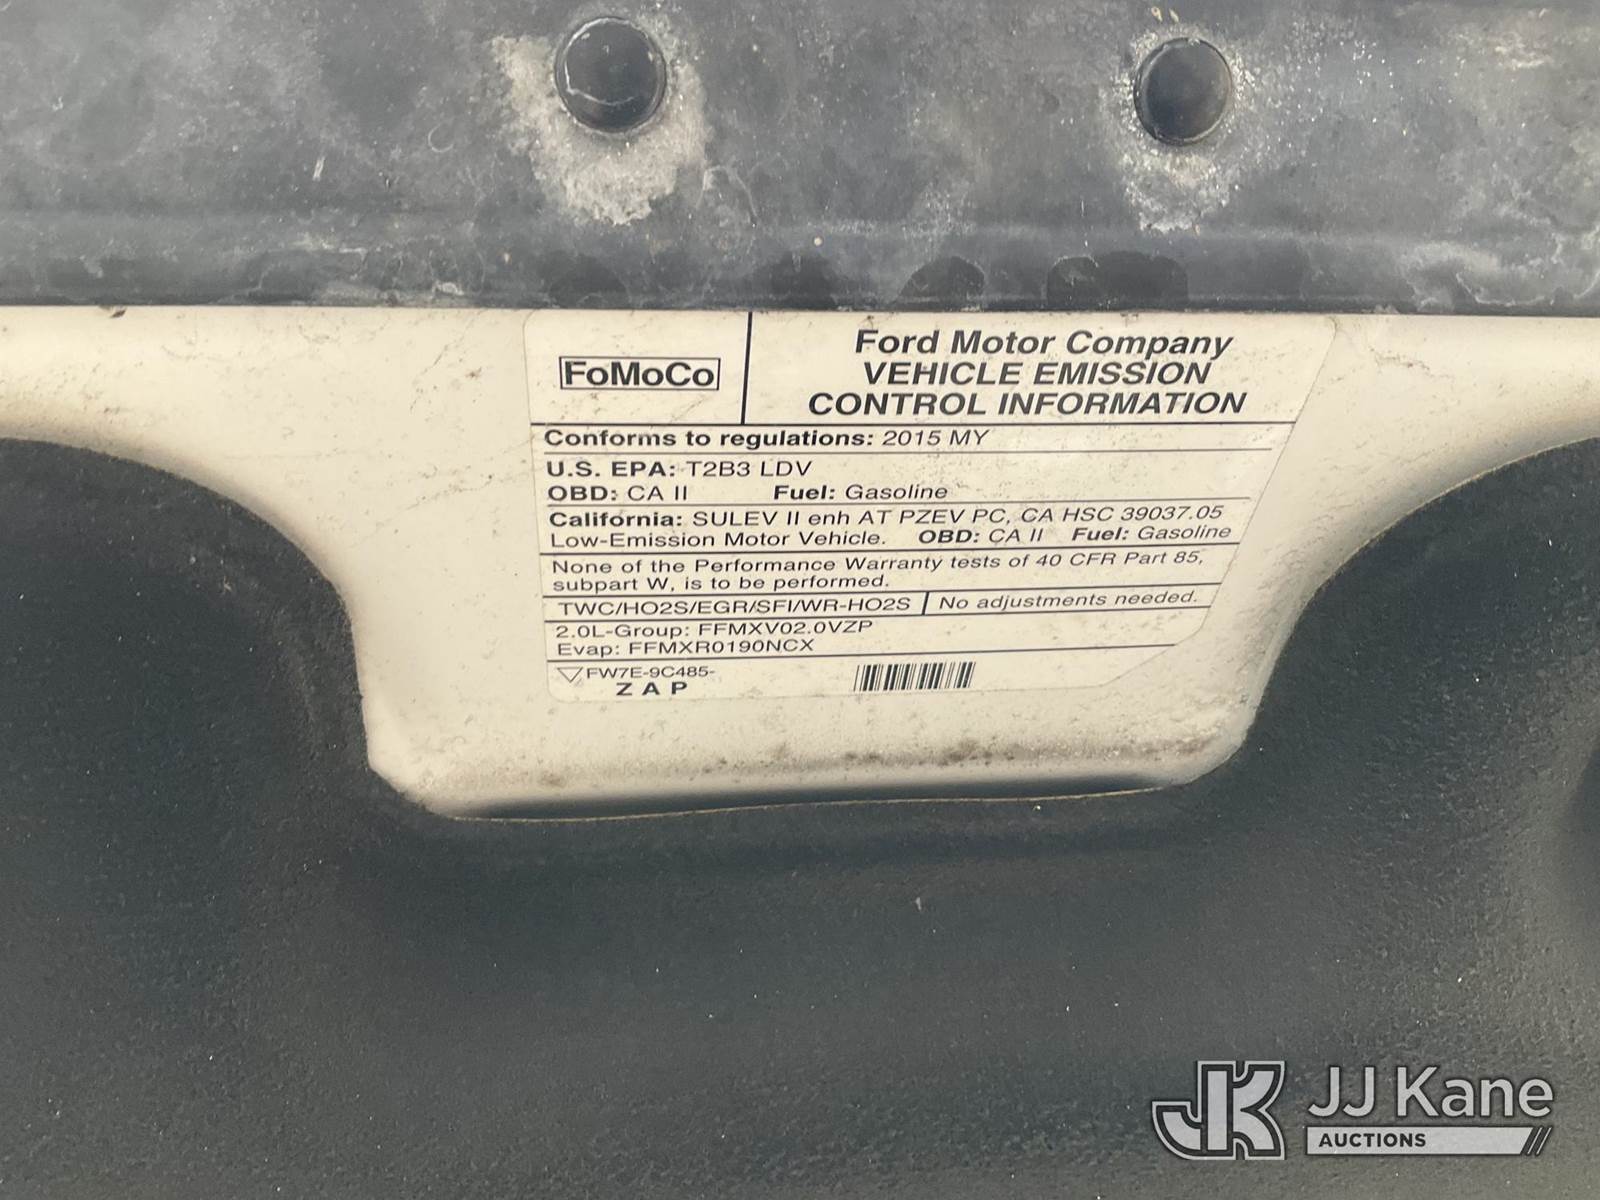 FoMoCo
Ford Motor Company
VEHICLE EMISSION
CONTROL INFORMATION
Conforms to regulations: 2015 MY
U.S. EPA: T2B3 LDV
OBD: CA II Fuel: Gasoline
California: SULEV II enh AT PZEV PC, CA HSC 39037.05
Low-Emission Motor Vehicle. OBD: CA II Fuel: Gasoline
None of the Performance Warranty tests of 40 CFR Part 85,
subpart W, is to be performed.
TWC/HO2S/EGR/SFI/WR-HO2S No adjustments needed.
2.0L-Group: FFMXV02.0VZP
Evap: FFMXR0190NCX
FW7E-9C485-
Z A P
JK JJ Kane
AUCTIONS